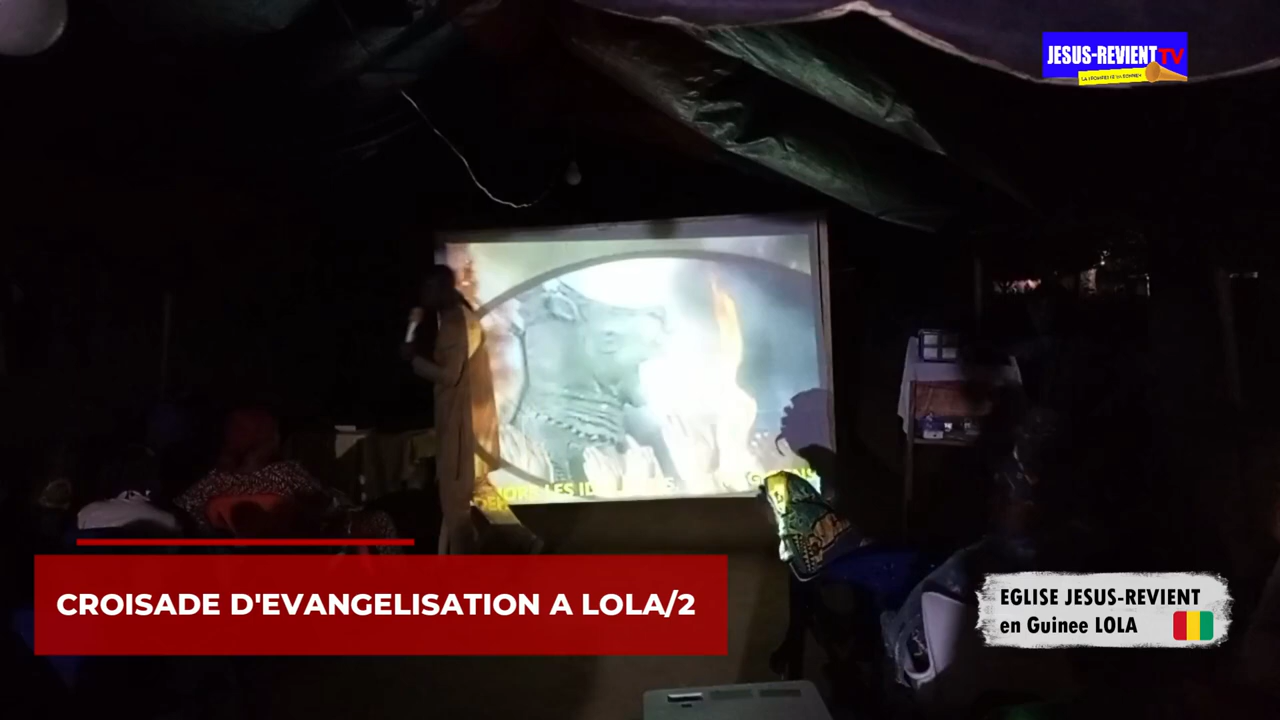 JESUS-REVIENT TV
CROISADE D'EVANGELISATION A LOLA/2
EGLISE JESUS-REVIENT
en Guinee LOLA